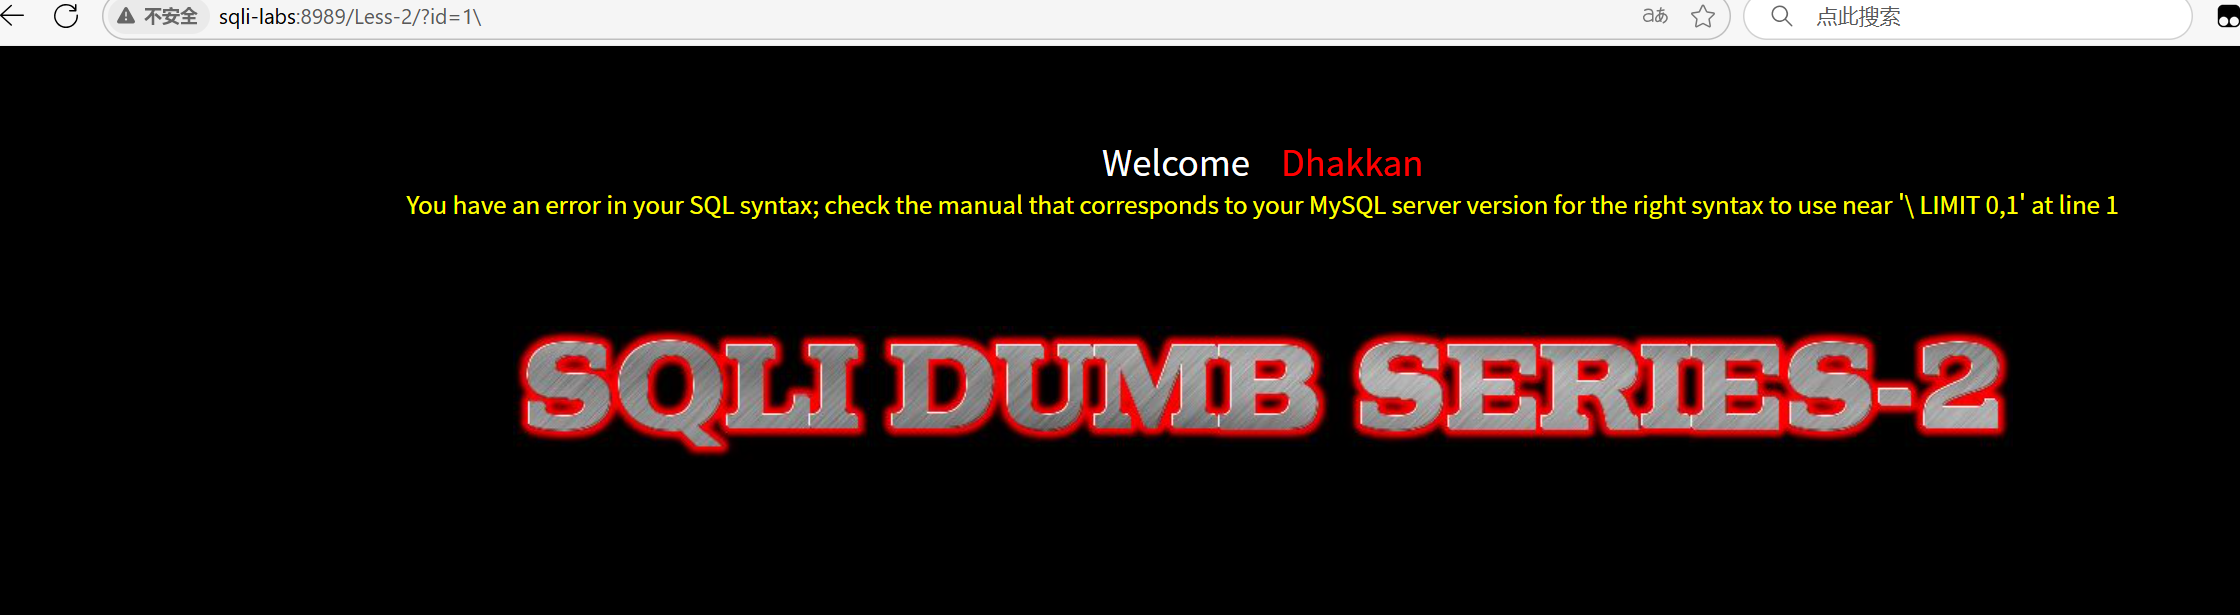 不安全 sqli-labs:8989/Less-2/?id=1\ aあ 点此搜索
Welcome Dhakkan
You have an error in your SQL syntax; check the manual that corresponds to your MySQL server version for the right syntax to use near '\ LIMIT 0,1' at line 1
SQLI DUMB SERIES-2